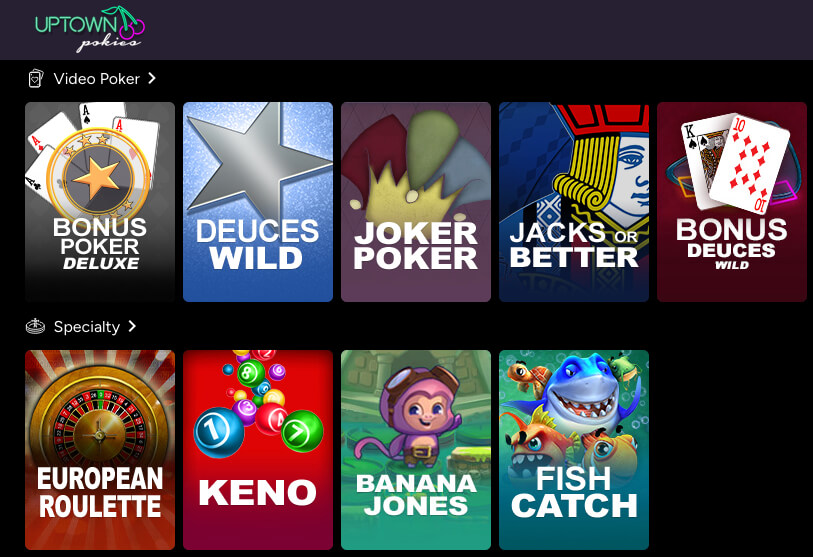 UPTOWN
pokies
Video Poker
BONUS
POKER
DELUXE
DEUCES
WILD
JOKER
POKER
JACKS OR
BETTER
BONUS
DEUCES
WILD
Specialty
EUROPEAN
ROULETTE
KENO
BANANA
JONES
FISH
CATCH